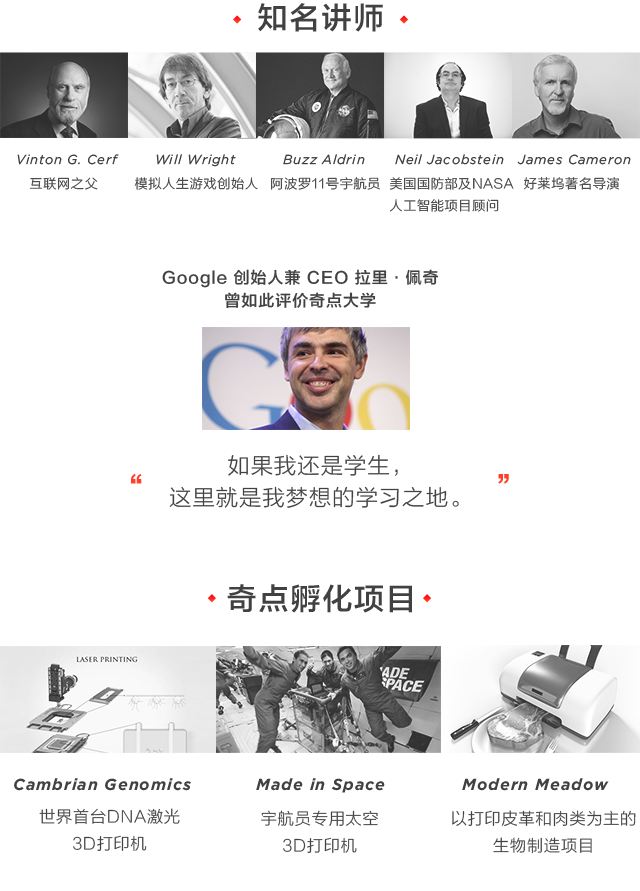 知名讲师
Vinton G. Cerf
互联网之父
Will Wright
模拟人生游戏创始人
Buzz Aldrin
阿波罗11号宇航员
Neil Jacobstein
美国国防部及NASA
人工智能项目顾问
James Cameron
好莱坞著名导演
Google 创始人兼 CEO 拉里·佩奇
曾如此评价奇点大学
Goo
“ 如果我还是学生，
这里就是我梦想的学习之地。 ”
奇点孵化项目
LASER PRINTING
MADE
SPACE
Cambrian Genomics
世界首台DNA激光
3D打印机
Made in Space
宇航员专用太空
3D打印机
Modern Meadow
以打印皮革和肉类为主的
生物制造项目